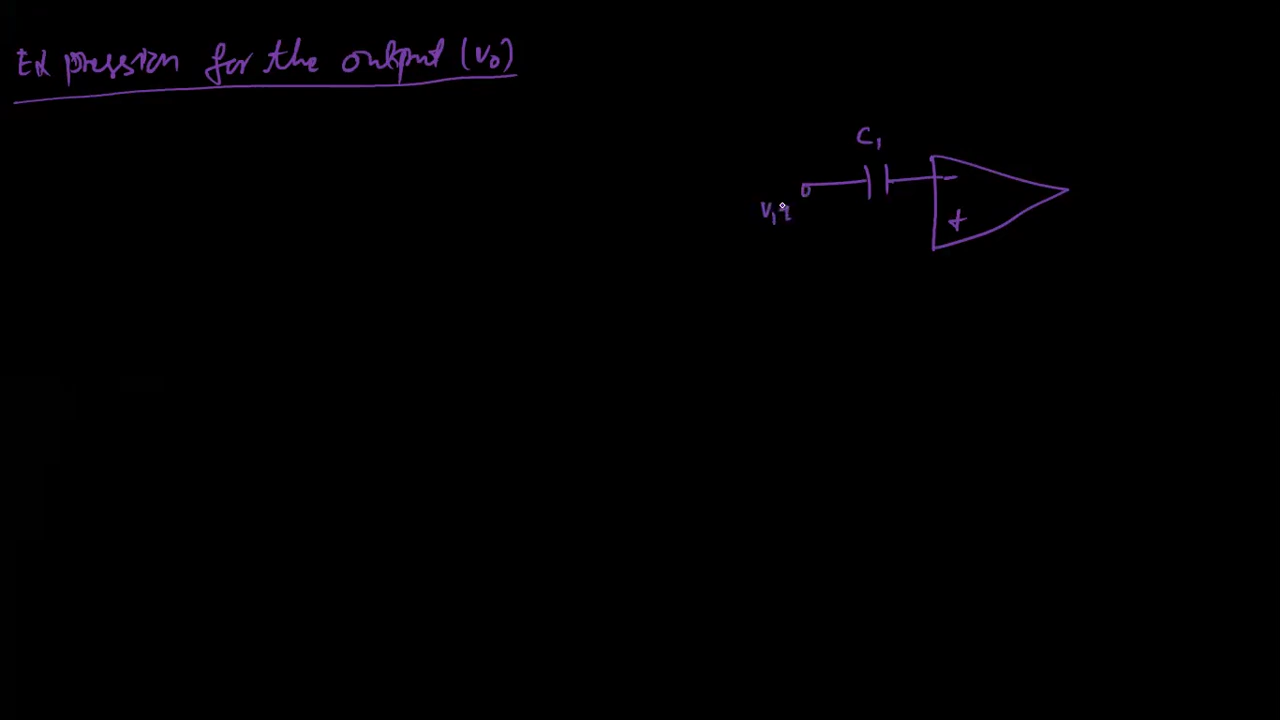 Expression for the output (V₀)
C₁
V₁
-
+